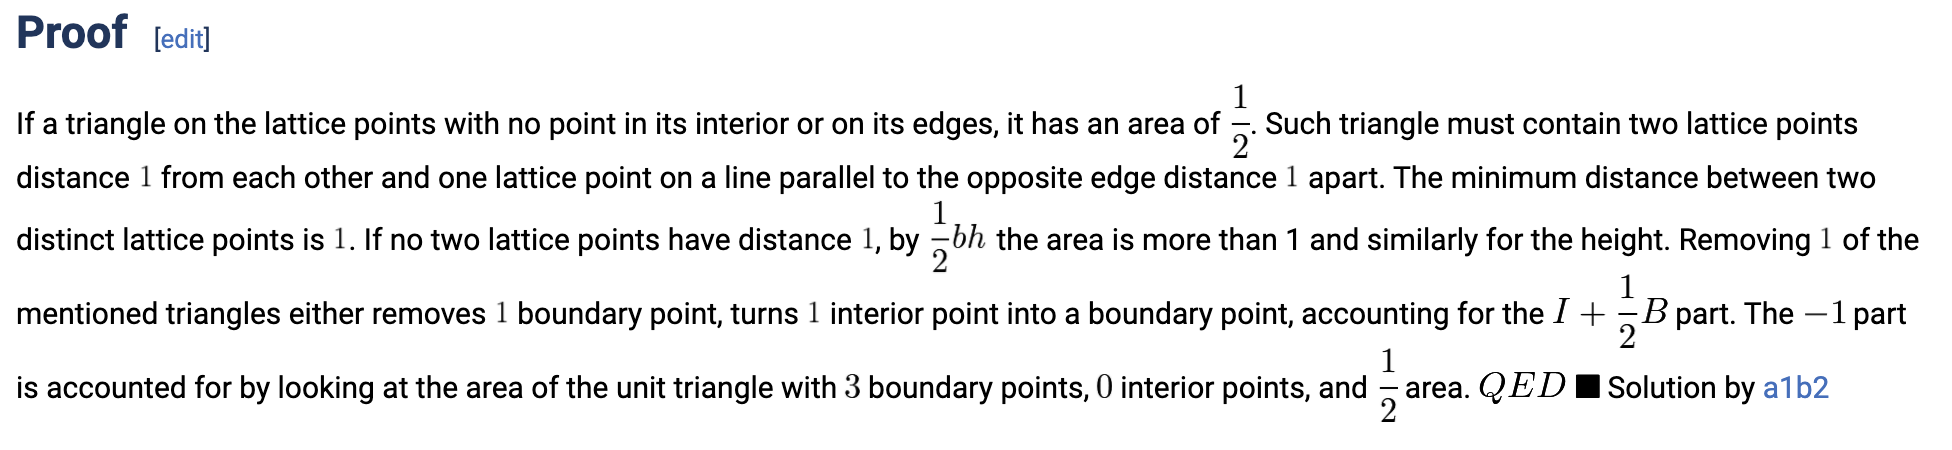 Proof [edit]
If a triangle on the lattice points with no point in its interior or on its edges, it has an area of \frac{1}{2}. Such triangle must contain two lattice points
distance 1 from each other and one lattice point on a line parallel to the opposite edge distance 1 apart. The minimum distance between two
distinct lattice points is 1. If no two lattice points have distance 1, by \frac{1}{2}bh the area is more than 1 and similarly for the height. Removing 1 of the
mentioned triangles either removes 1 boundary point, turns 1 interior point into a boundary point, accounting for the I + \frac{1}{2}B part. The −1 part
is accounted for by looking at the area of the unit triangle with 3 boundary points, 0 interior points, and \frac{1}{2} area. QED ■ Solution by a1b2